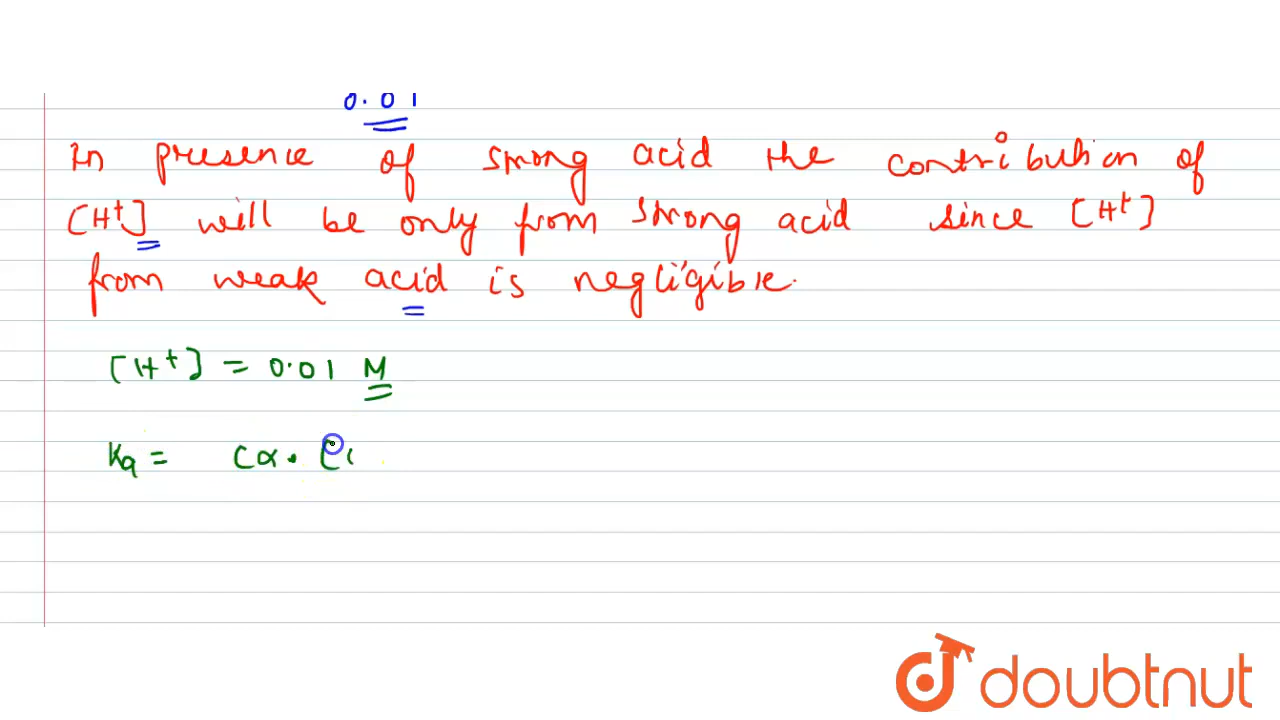 0.01
In presence of strong acid the contribution of
[H⁺] will be only from strong acid since [H⁺]
from weak acid is negligible.
[H⁺] = 0.01 M
Ka = Cα. [(
doubtnut